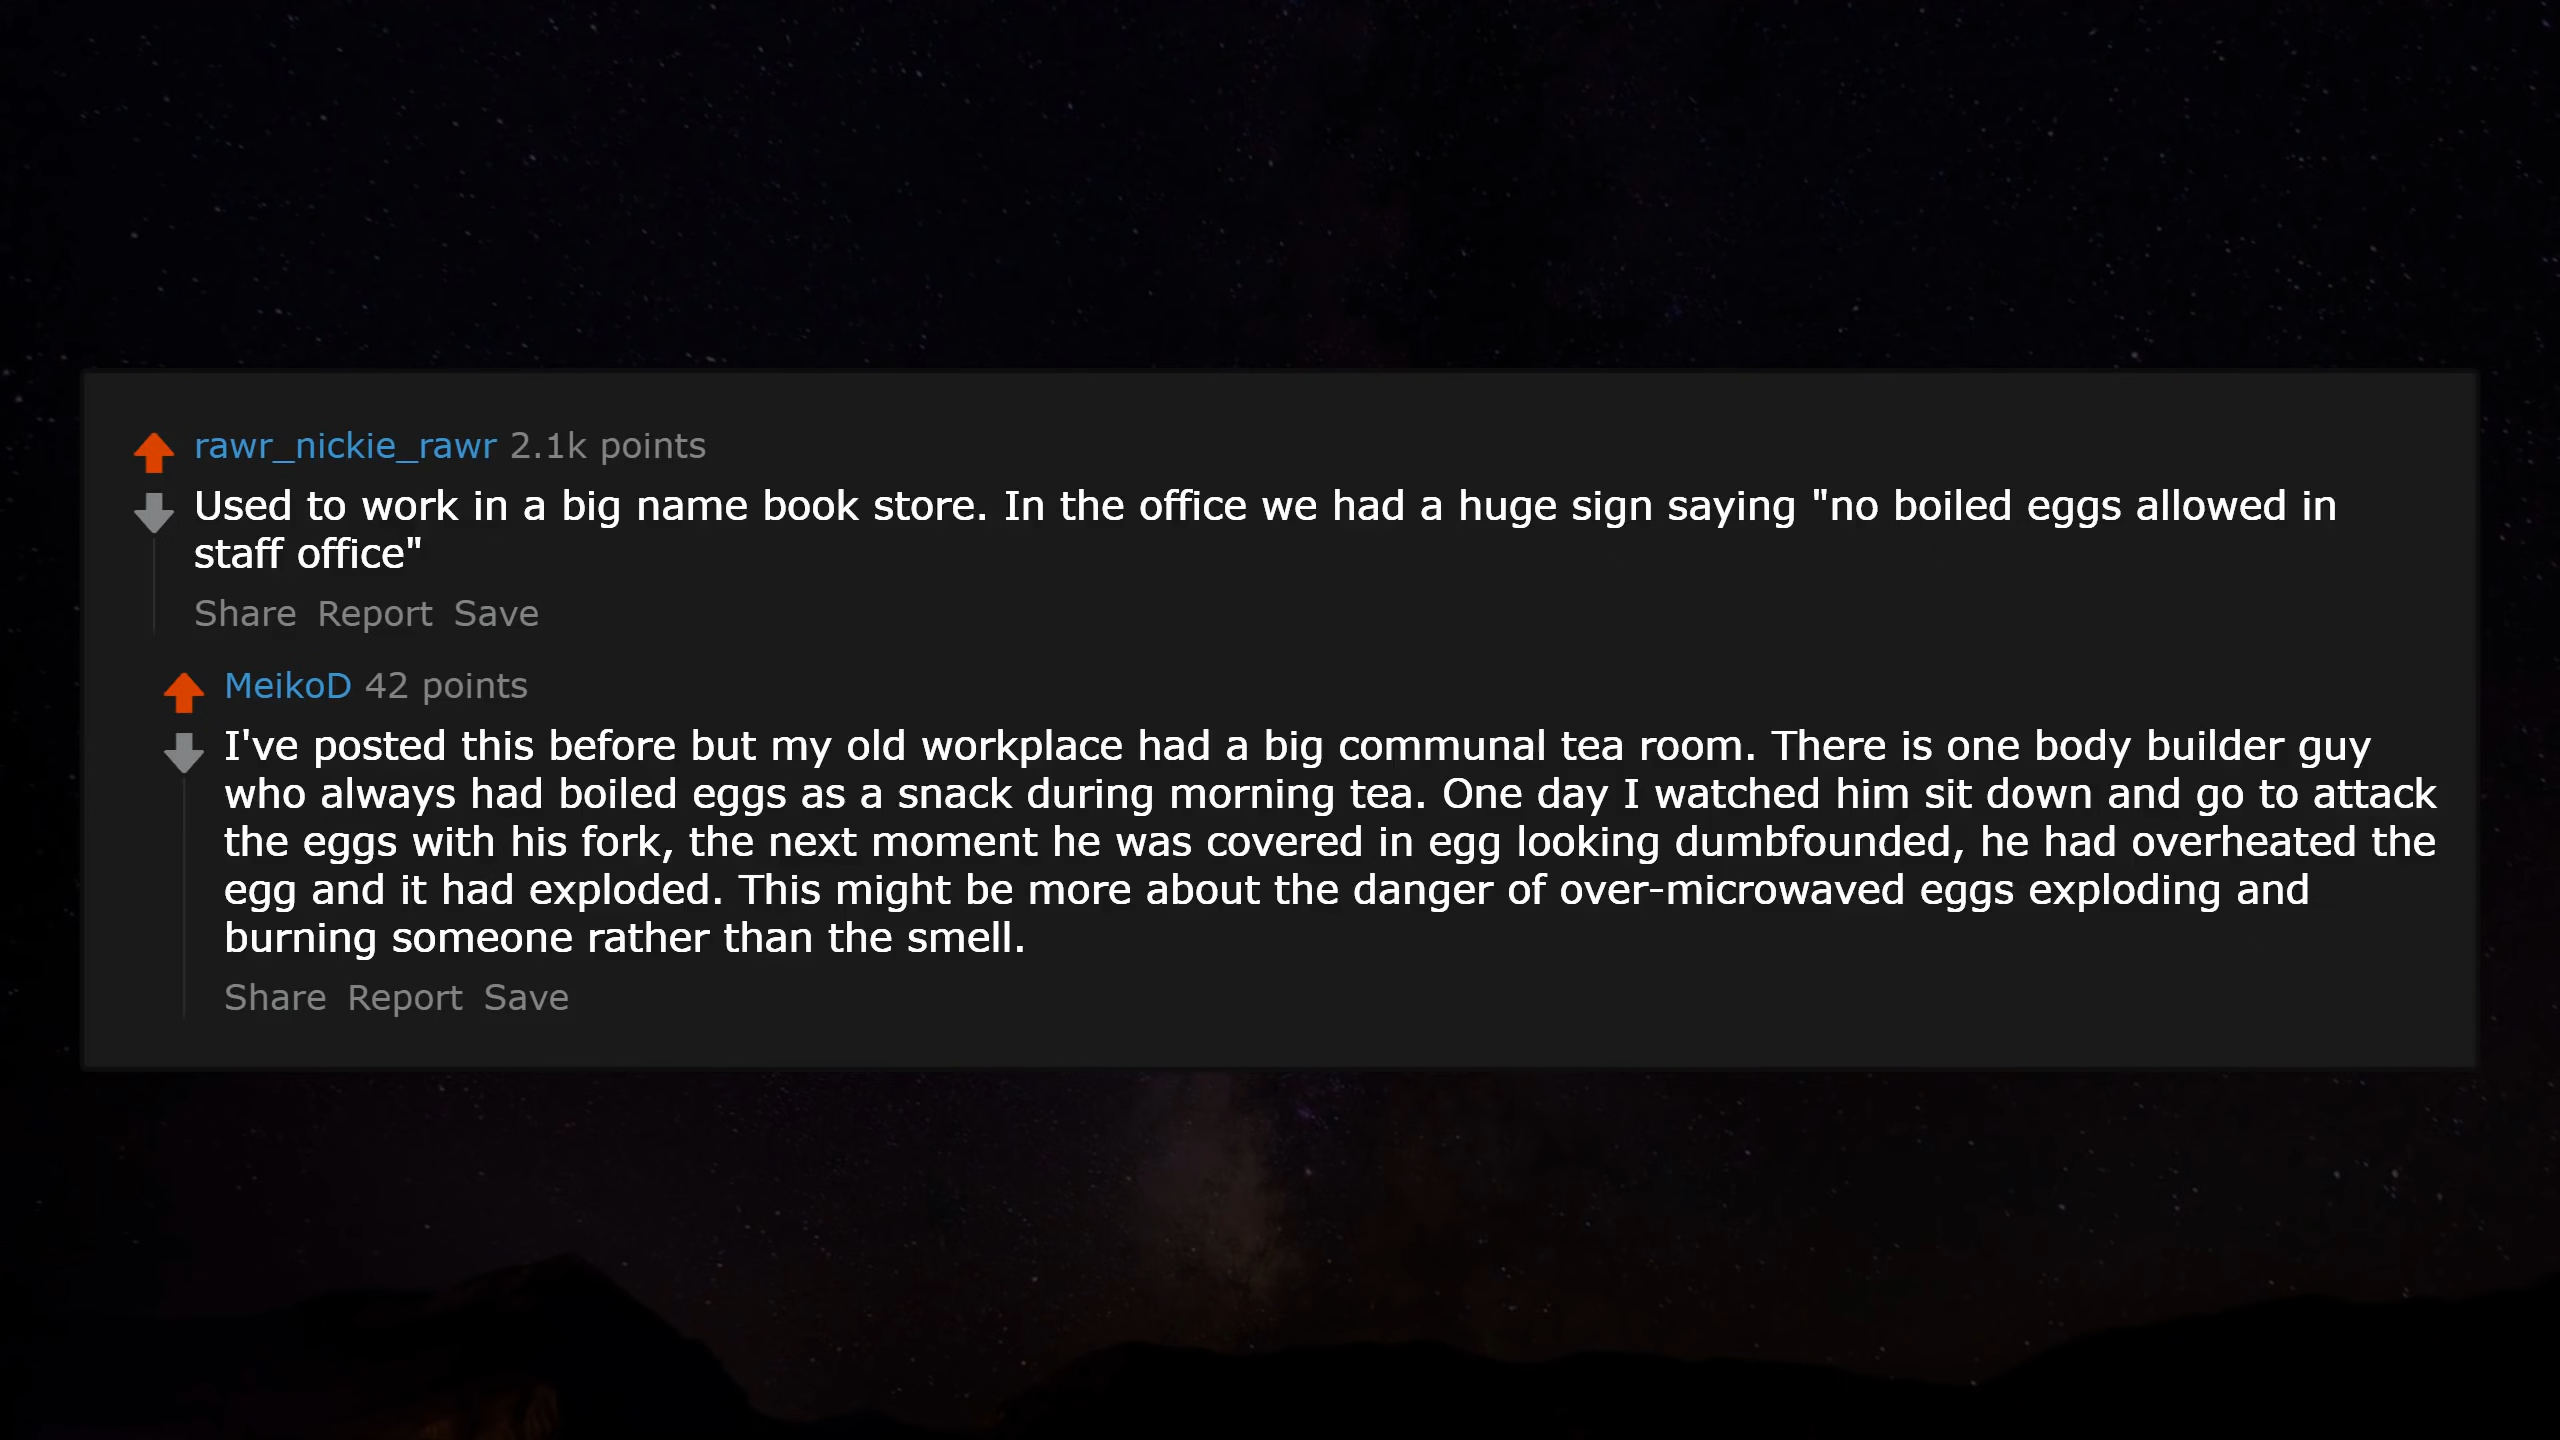 rawr_nickie_rawr 2.1k points
Used to work in a big name book store. In the office we had a huge sign saying "no boiled eggs allowed in
staff office"
Share Report Save
MeikoD 42 points
I've posted this before but my old workplace had a big communal tea room. There is one body builder guy
who always had boiled eggs as a snack during morning tea. One day I watched him sit down and go to attack
the eggs with his fork, the next moment he was covered in egg looking dumbfounded, he had overheated the
egg and it had exploded. This might be more about the danger of over-microwaved eggs exploding and
burning someone rather than the smell.
Share Report Save